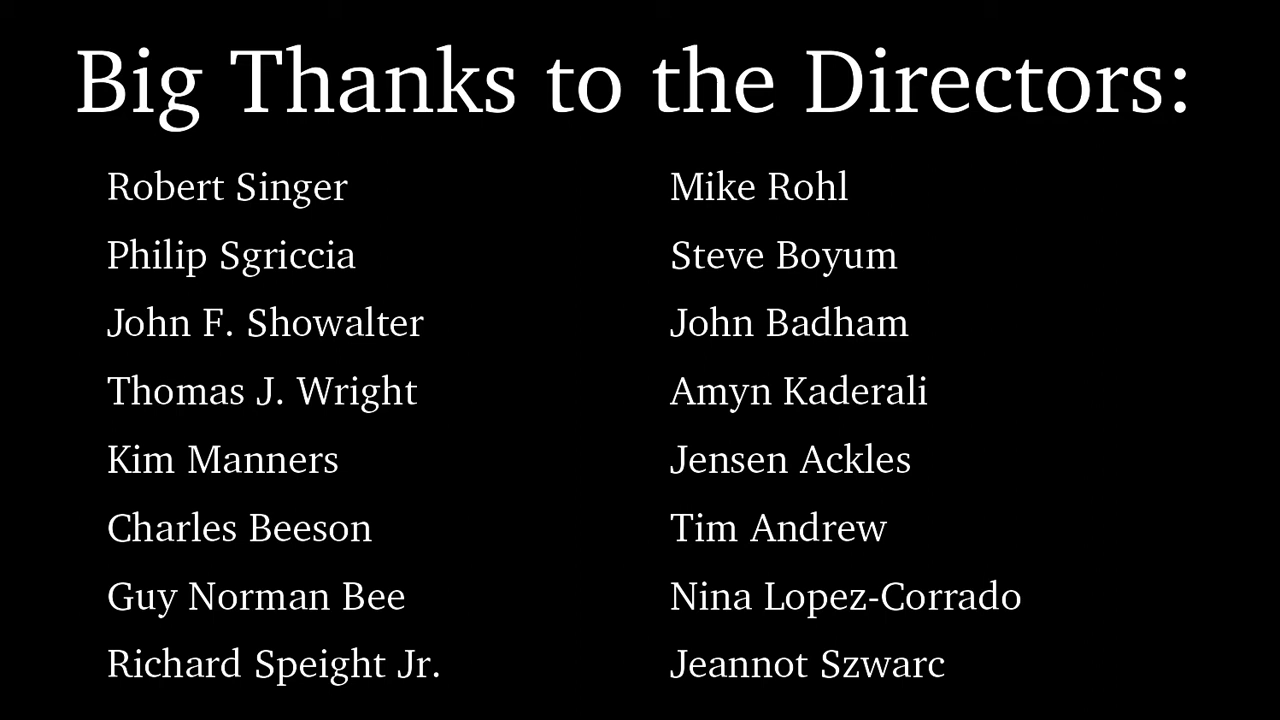 Big Thanks to the Directors:
Robert Singer
Philip Sgriccia
John F. Showalter
Thomas J. Wright
Kim Manners
Charles Beeson
Guy Norman Bee
Richard Speight Jr.
Mike Rohl
Steve Boyum
John Badham
Amyn Kaderali
Jensen Ackles
Tim Andrew
Nina Lopez-Corrado
Jeannot Szwarc